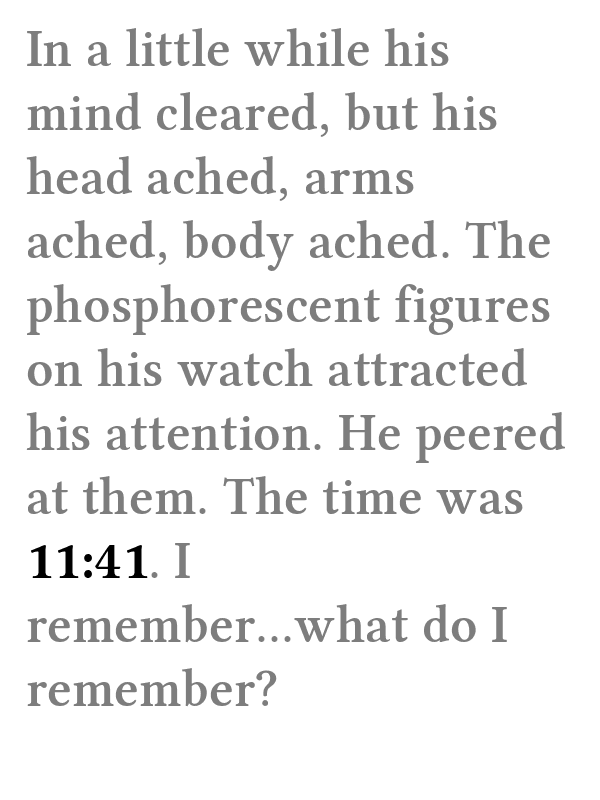 In a little while his
mind cleared, but his
head ached, arms
ached, body ached. The
phosphorescent figures
on his watch attracted
his attention. He peered
at them. The time was
11:41. I
remember...what do I
remember?